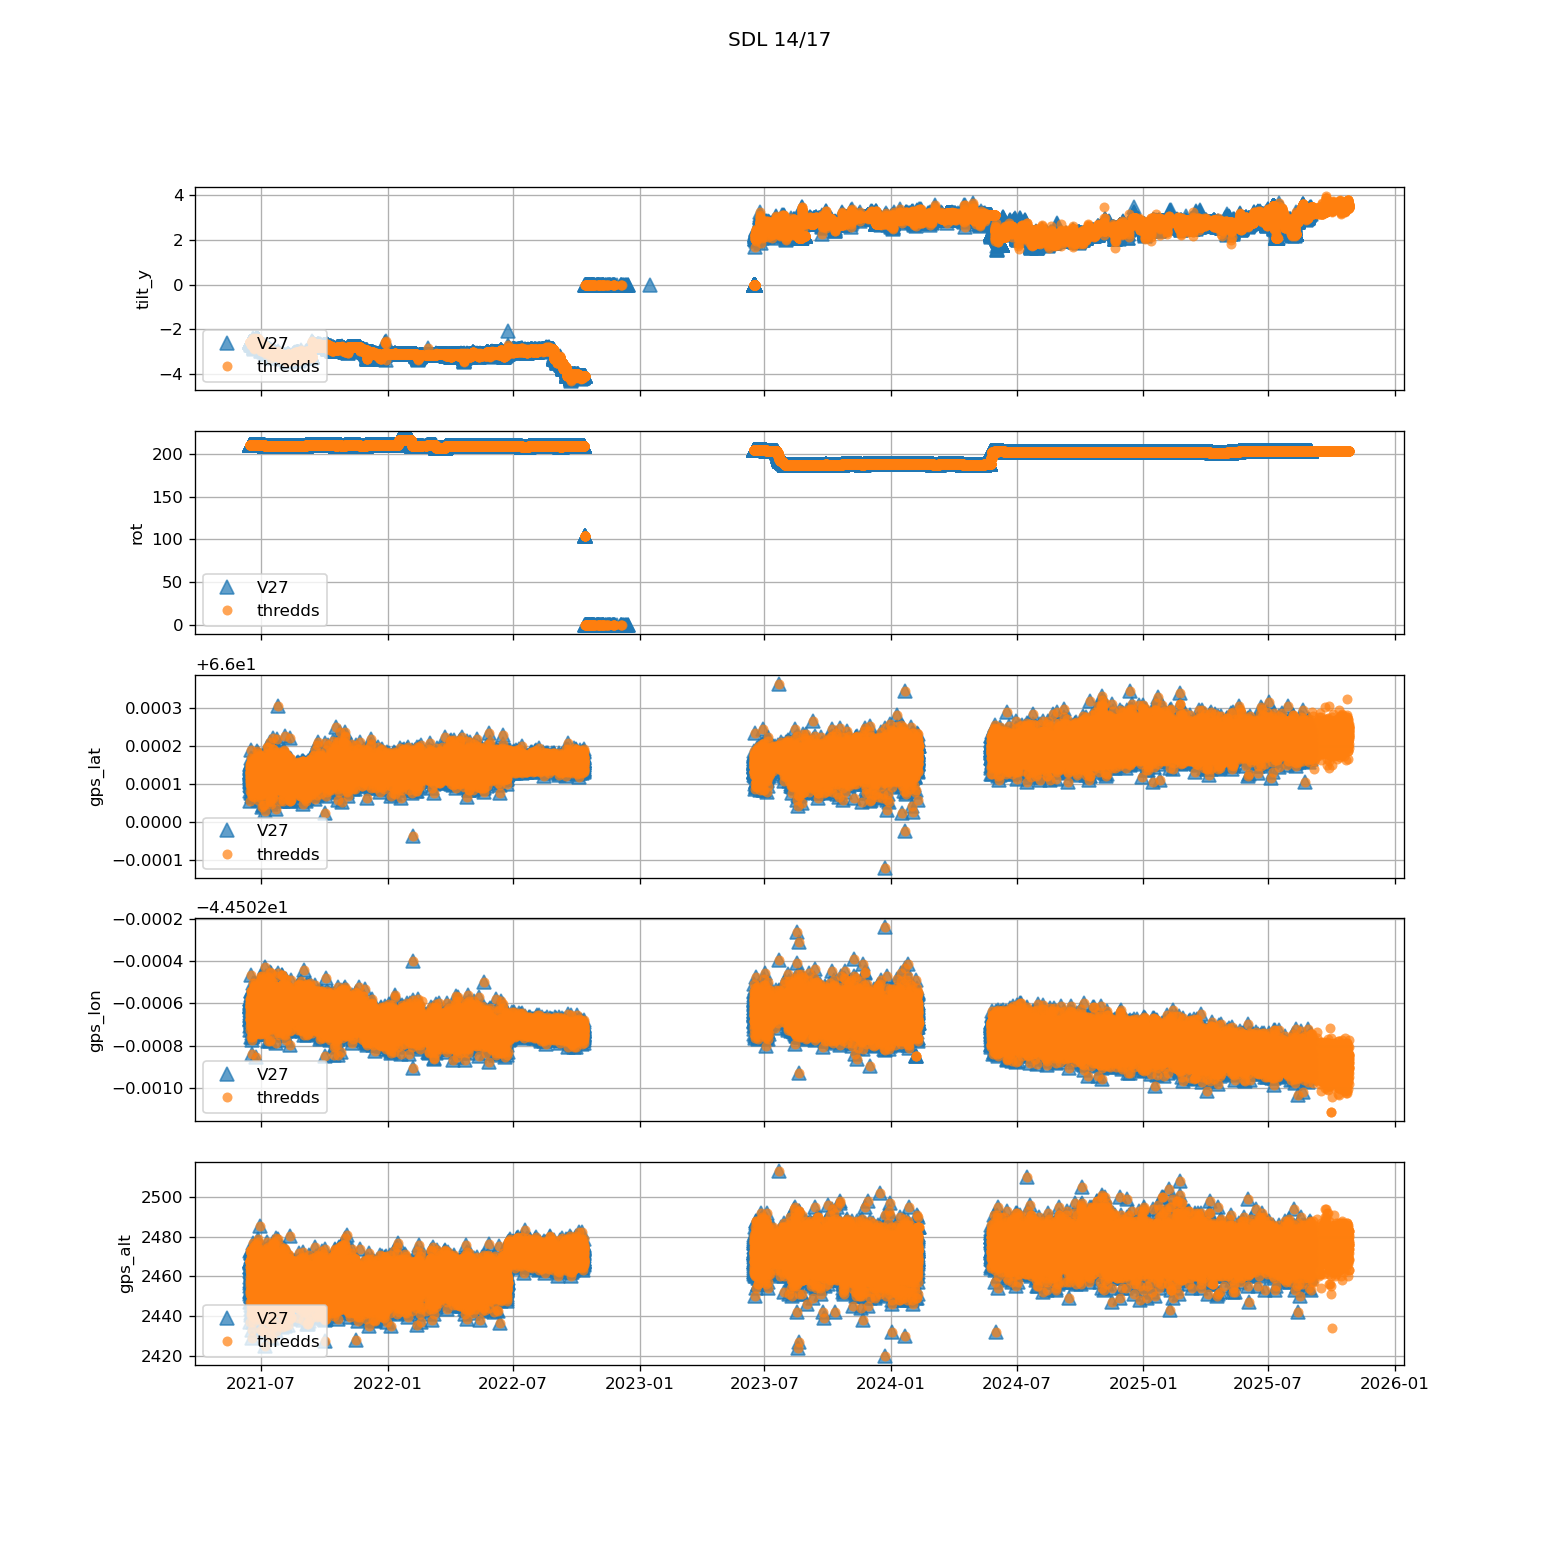 SDL 14/17
4
2
0
−2
−4
tilt_y
V27
thredds
200
150
100
50
0
rot
V27
thredds
+6.6e1
0.0003
0.0002
0.0001
0.0000
−0.0001
gps_lat
V27
thredds
−4.4502e1
−0.0002
−0.0004
−0.0006
−0.0008
−0.0010
gps_lon
V27
thredds
2500
2480
2460
2440
2420
gps_alt
V27
thredds
2021-07 2022-01 2022-07 2023-01 2023-07 2024-01 2024-07 2025-01 2025-07 2026-01